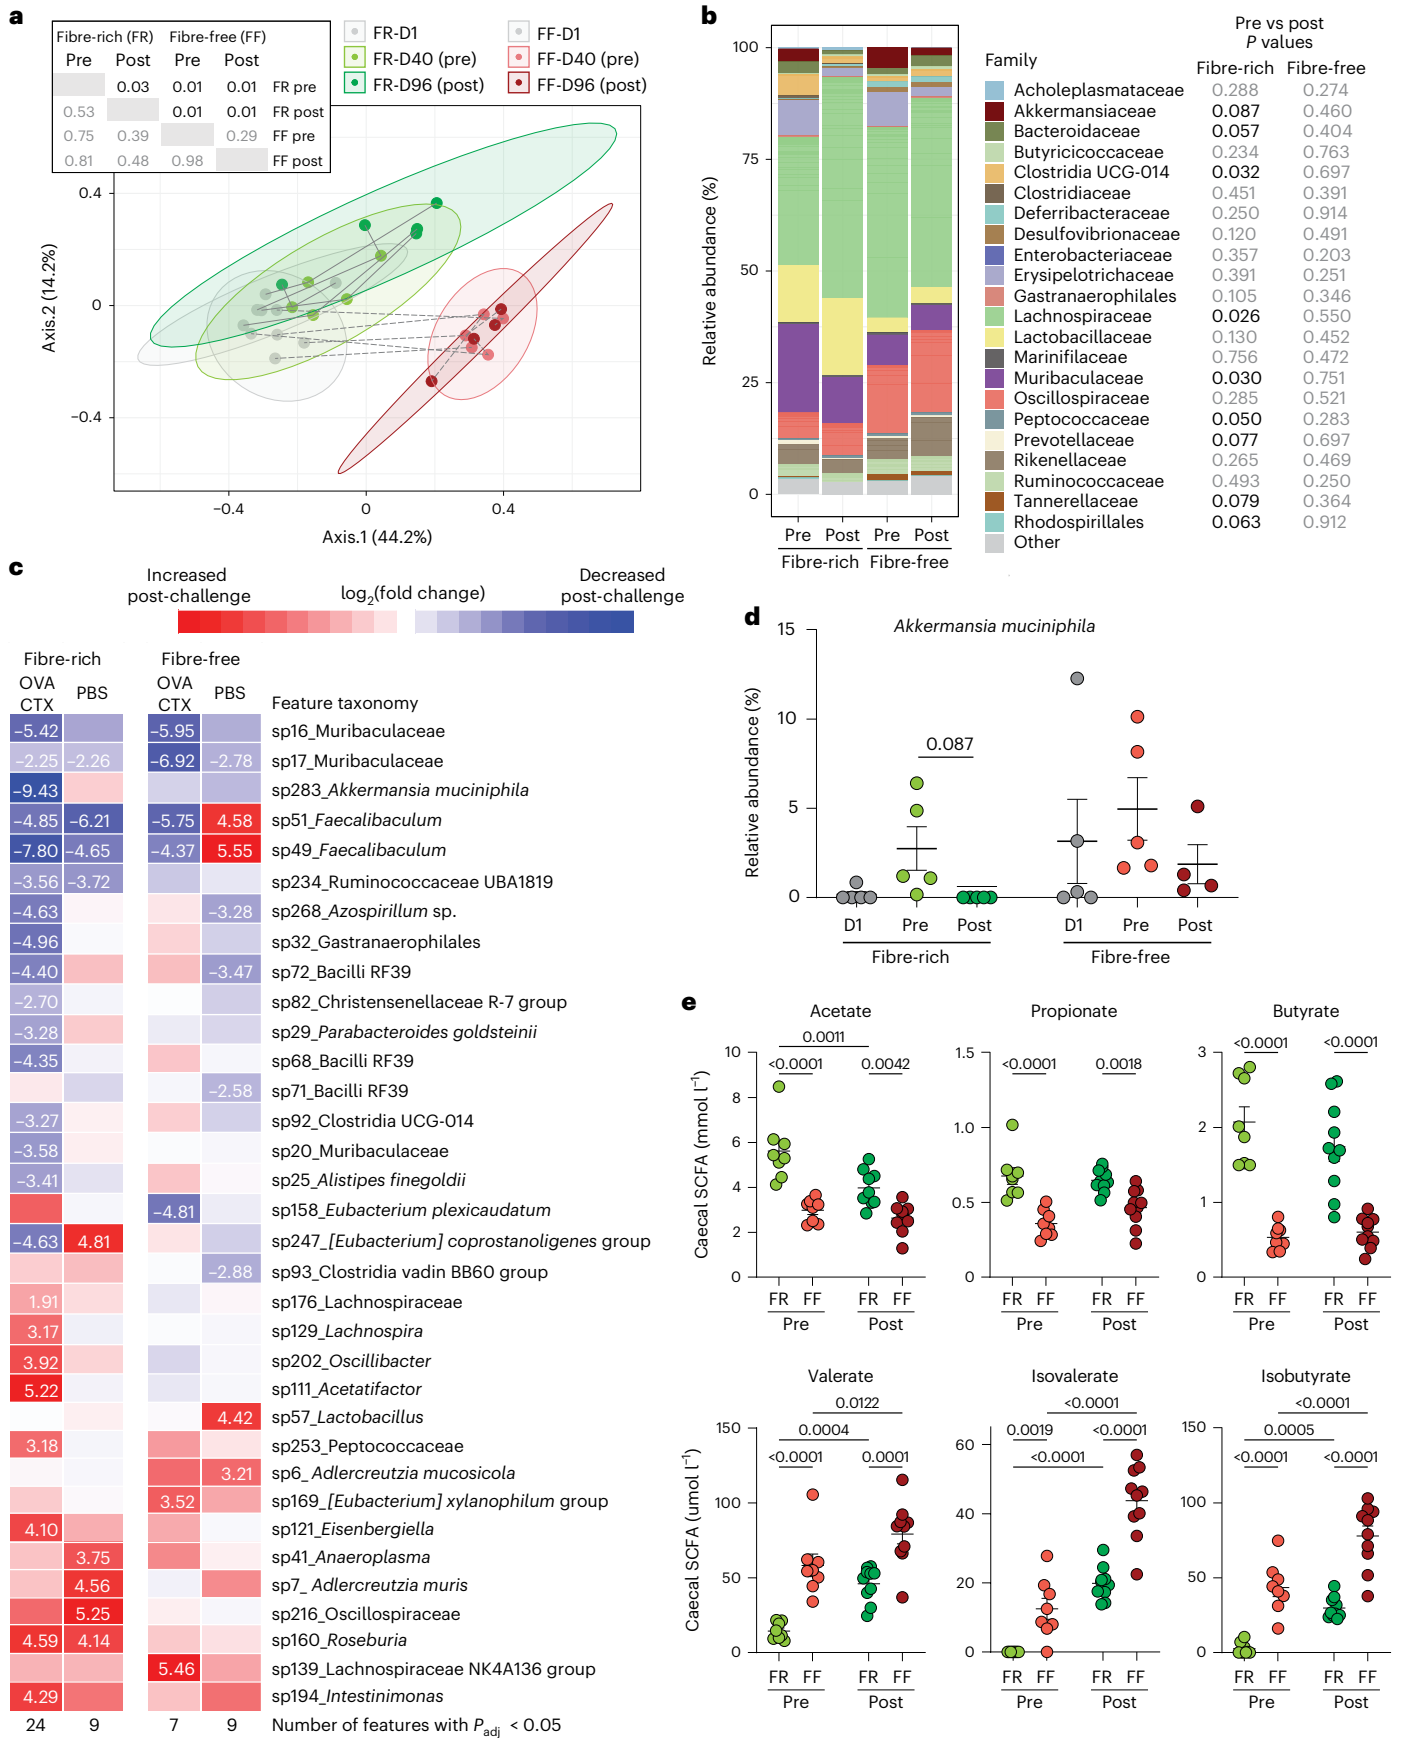 a
Fibre-rich (FR) Fibre-free (FF)
Pre Post Pre Post
0.03 0.01 0.01 FR pre
0.53 0.01 0.01 FR post
0.75 0.39 0.29 FF pre
0.81 0.48 0.98 FF post
FR-D1 FF-D1
FR-D40 (pre) FF-D40 (pre)
FR-D96 (post) FF-D96 (post)
Axis.2 (14.2%)
0.4
0
−0.4
−0.4 0 0.4
Axis.1 (44.2%)
b
Relative abundance (%)
100
75
50
25
0
Pre Post Pre Post
Fibre-rich Fibre-free
Pre vs post
P values
Family Fibre-rich Fibre-free
Acholeplasmataceae 0.288 0.274
Akkermansiaceae 0.087 0.460
Bacteroidaceae 0.057 0.404
Butyricicoccaceae 0.234 0.763
Clostridia UCG-014 0.032 0.697
Clostridiaceae 0.451 0.391
Deferribacteraceae 0.250 0.914
Desulfovibrionaceae 0.120 0.491
Enterobacteriaceae 0.357 0.203
Erysipelotrichaceae 0.391 0.251
Gastranaerophilales 0.105 0.346
Lachnospiraceae 0.026 0.550
Lactobacillaceae 0.130 0.452
Marinifilaceae 0.756 0.472
Muribaculaceae 0.030 0.751
Oscillospiraceae 0.285 0.521
Peptococcaceae 0.050 0.283
Prevotellaceae 0.077 0.697
Rikenellaceae 0.265 0.469
Ruminococcaceae 0.493 0.250
Tannerellaceae 0.079 0.364
Rhodospirillales 0.063 0.912
Other
c
Increased post-challenge log2(fold change) Decreased post-challenge
Fibre-rich Fibre-free
OVA CTX PBS OVA CTX PBS Feature taxonomy
−5.42 −5.95 sp16_Muribaculaceae
−2.25 −2.26 −6.92 −2.78 sp17_Muribaculaceae
−9.43 sp283_Akkermansia muciniphila
−4.85 −6.21 −5.75 4.58 sp51_Faecalibaculum
−7.80 −4.65 −4.37 5.55 sp49_Faecalibaculum
−3.56 −3.72 sp234_Ruminococcaceae UBA1819
−4.63 −3.28 sp268_Azospirillum sp.
−4.96 sp32_Gastranaerophilales
−4.40 −3.47 sp72_Bacilli RF39
−2.70 sp82_Christensenellaceae R-7 group
−3.28 sp29_Parabacteroides goldsteinii
−4.35 sp68_Bacilli RF39
−2.58 sp71_Bacilli RF39
−3.27 sp92_Clostridia UCG-014
−3.58 sp20_Muribaculaceae
−3.41 sp25_Alistipes finegoldii
−4.81 sp158_Eubacterium plexicaudatum
−4.63 4.81 sp247_[Eubacterium] coprostanoligenes group
−2.88 sp93_Clostridia vadin BB60 group
1.91 sp176_Lachnospiraceae
3.17 sp129_Lachnospira
3.92 sp202_Oscillibacter
5.22 sp111_Acetatifactor
4.42 sp57_Lactobacillus
3.18 sp253_Peptococcaceae
3.21 sp6_ Adlercreutzia mucosicola
3.52 sp169_[Eubacterium] xylanophilum group
4.10 sp121_Eisenbergiella
3.75 sp41_Anaeroplasma
4.56 sp7_ Adlercreutzia muris
5.25 sp216_Oscillospiraceae
4.59 4.14 sp160_Roseburia
5.46 sp139_Lachnospiraceae NK4A136 group
4.29 sp194_Intestinimonas
24 9 7 9 Number of features with Padj < 0.05
d
Akkermansia muciniphila
Relative abundance (%)
15
10
5
0
0.087
D1 Pre Post D1 Pre Post
Fibre-rich Fibre-free
e
Acetate Propionate Butyrate
Caecal SCFA (mmol l−1)
0.0011
<0.0001 0.0042
10
8
6
4
2
0
FR FF FR FF
Pre Post
<0.0001 0.0018
1.5
1.0
0.5
0
FR FF FR FF
Pre Post
<0.0001 <0.0001
3
2
1
0
FR FF FR FF
Pre Post
Valerate Isovalerate Isobutyrate
Caecal SCFA (umol l−1)
0.0122
0.0004
<0.0001 0.0001
150
100
50
0
FR FF FR FF
Pre Post
<0.0001
0.0019 <0.0001
<0.0001
60
40
20
0
FR FF FR FF
Pre Post
<0.0001
0.0005
<0.0001 <0.0001
150
100
50
0
FR FF FR FF
Pre Post